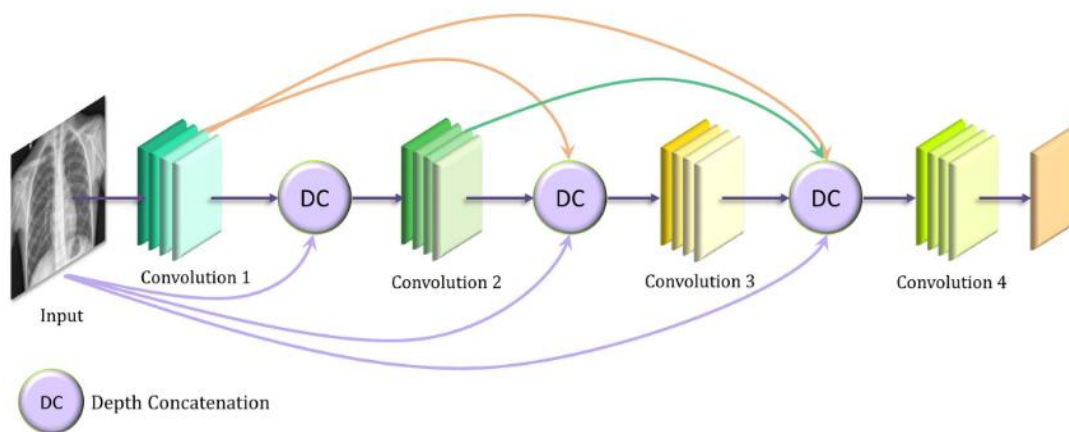 DC
DC
DC
Convolution 1
Convolution 2
Convolution 3
Convolution 4
Input
DC
Depth Concatenation